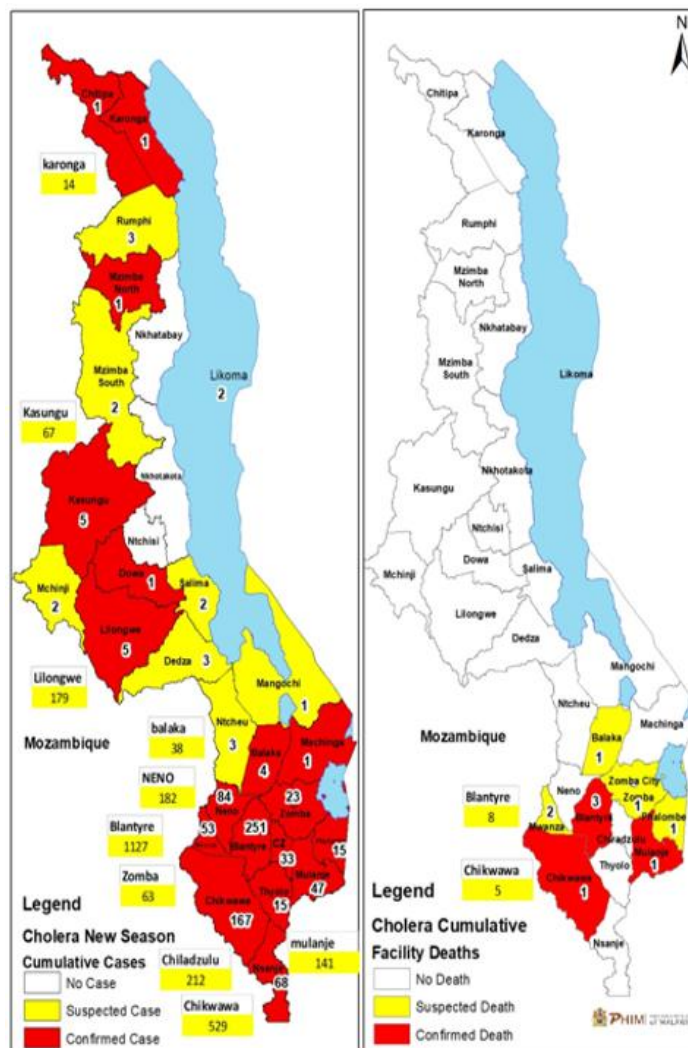 Chitipa
1
Karonga
1
karonga
14
Rumphi
3
Mzimba
North
1
Nkhatabay
Mzimba
South
2
Likoma
2
Kasungu
67
Kasungu
5
Nkhotakota
Ntchisi
Dowa
1
Mchinji
2
Salima
2
Lilongwe
5
Dedza
3
Mangochi
1
Lilongwe
179
Mozambique
Ntcheu
3
balaka
38
Balaka
4
Machinga
1
NENO
182
84
Neno
23
Zomba
Blantyre
1127
53
251
Blantyre
CZ
33
15
Zomba
63
Mulanje
47
Thyolo
15
Chikwawa
167
Nsanje
68
mulanje
141
Chiladzulu
212
Chikwawa
529
Legend
Cholera New Season
Cumulative Cases
No Case
Suspected Case
Confirmed Case
N
Chitipa
Karonga
Rumphi
Mzimba
North
Nkhatabay
Mzimba
South
Likoma
Nkhotakota
Kasungu
Ntchisi
Dowa
Mchinji
Salima
Lilongwe
Dedza
Mangochi
Ntcheu
Machinga
Mozambique
Balaka
1
Zomba City
Zomba
1
Neno
Blantyre
8
3
Blantyre
2
Mwanza
Phalombe
1
Chiradzulu
Mulanje
1
Thyolo
Chikwawa
5
Chikwawa
1
Nsanje
Legend
Cholera Cumulative
Facility Deaths
No Death
Suspected Death
Confirmed Death
PHIM